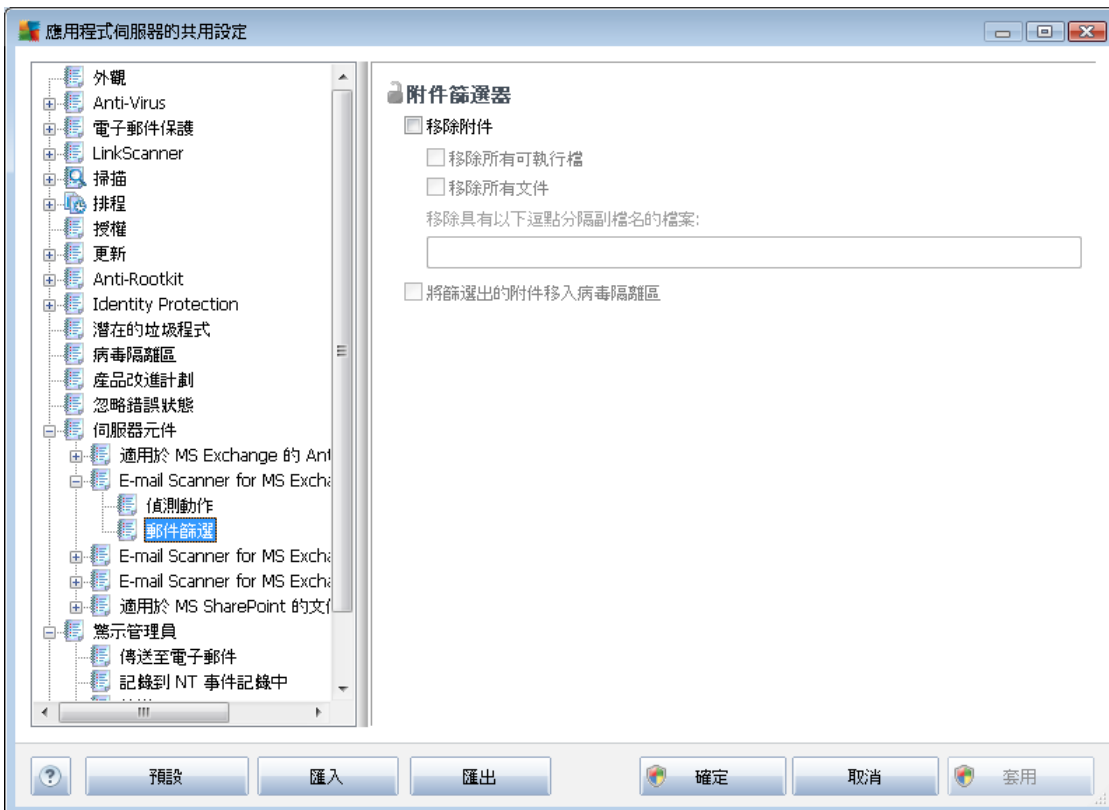 應用程式伺服器的共用設定
外觀
Anti-Virus
電子郵件保護
LinkScanner
掃描
排程
授權
更新
Anti-Rootkit
Identity Protection
潛在的垃圾程式
病毒隔離區
產品改進計劃
忽略錯誤狀態
伺服器元件
適用於 MS Exchange 的 Ant
E-mail Scanner for MS Excha
偵測動作
郵件篩選
E-mail Scanner for MS Excha
E-mail Scanner for MS Excha
適用於 MS SharePoint 的文件
警示管理員
傳送至電子郵件
記錄到 NT 事件記錄中
附件篩選器
移除附件
移除所有可執行檔
移除所有文件
移除具有以下逗點分隔副檔名的檔案:
將篩選出的附件移入病毒隔離區
?
預設
匯入
匯出
確定
取消
套用